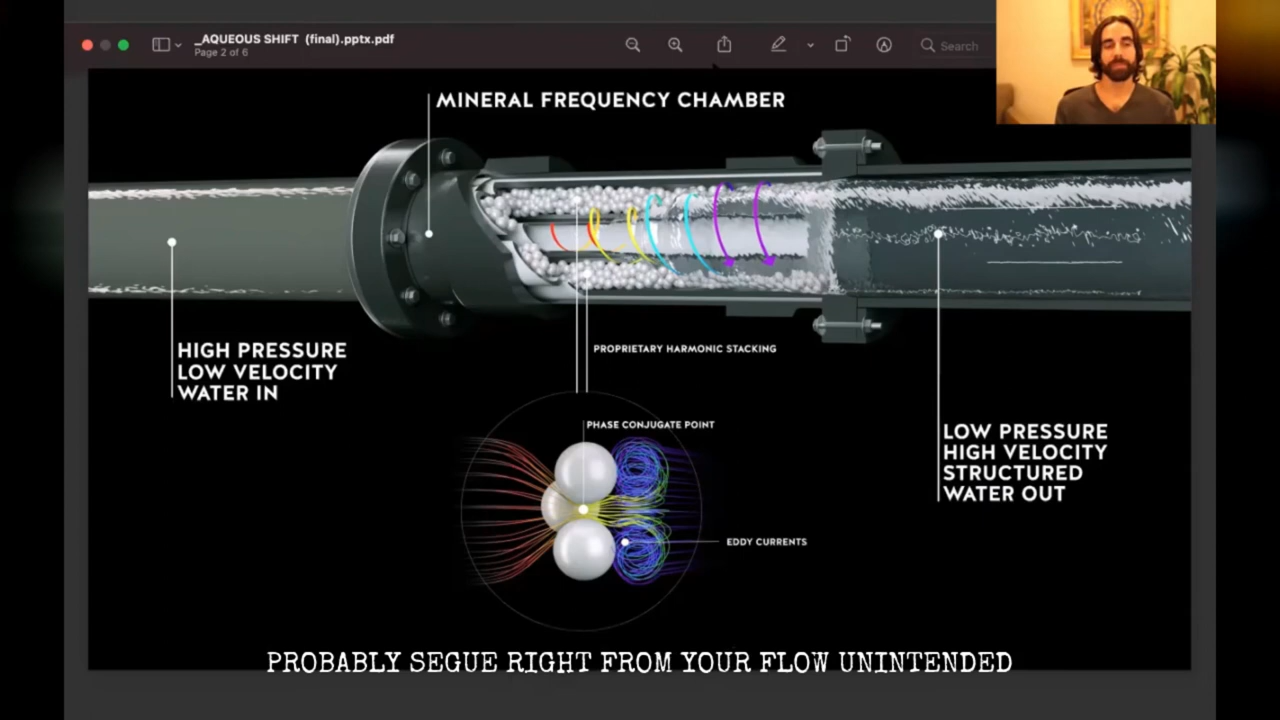 _AQUEOUS SHIFT (final).pptx.pdf
Page 2 of 6
Search
MINERAL FREQUENCY CHAMBER
HIGH PRESSURE
LOW VELOCITY
WATER IN
PROPRIETARY HARMONIC STACKING
PHASE CONJUGATE POINT
LOW PRESSURE
HIGH VELOCITY
STRUCTURED
WATER OUT
EDDY CURRENTS
PROBABLY SEGUE RIGHT FROM YOUR FLOW UNINTENDED